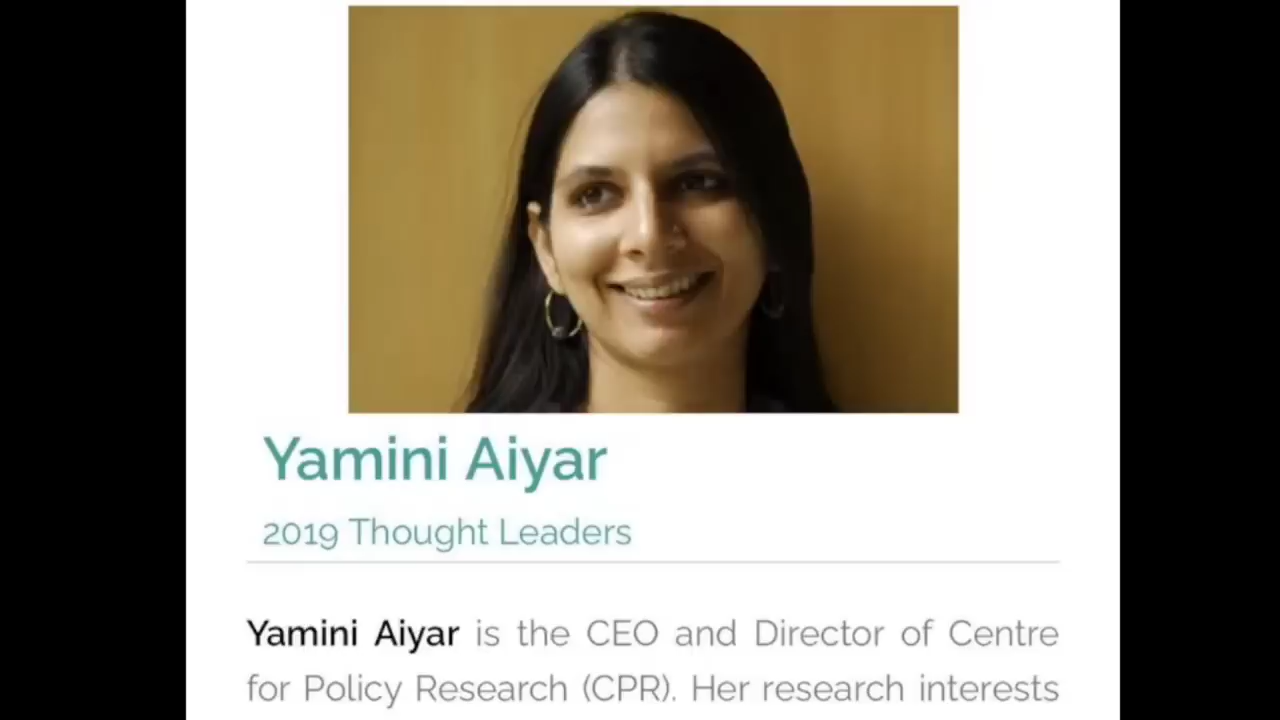 Yamini Aiyar
2019 Thought Leaders
Yamini Aiyar is the CEO and Director of Centre
for Policy Research (CPR). Her research interests